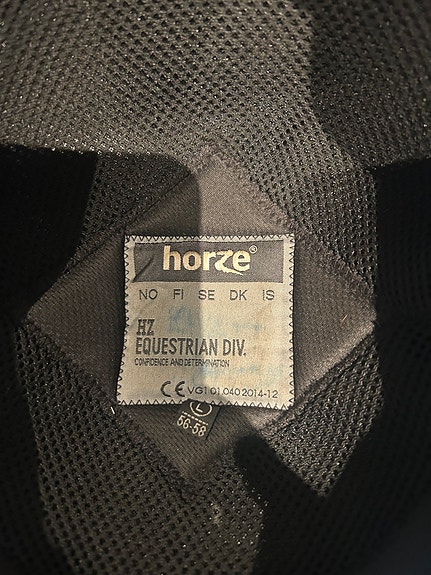 horze®
NO FI SE DK IS
HZ
EQUESTRIAN DIV.
CONFIDENCE AND DETERMINATION
CE VG1 01.040 2014-12
L
56-58